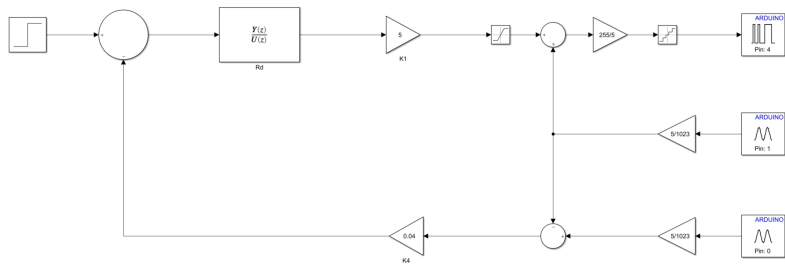 Y(z)
U(z)
Rd
5
K1
255/5
ARDUINO
Pin: 4
5/1023
ARDUINO
Pin: 1
0.04
K4
5/1023
ARDUINO
Pin: 0